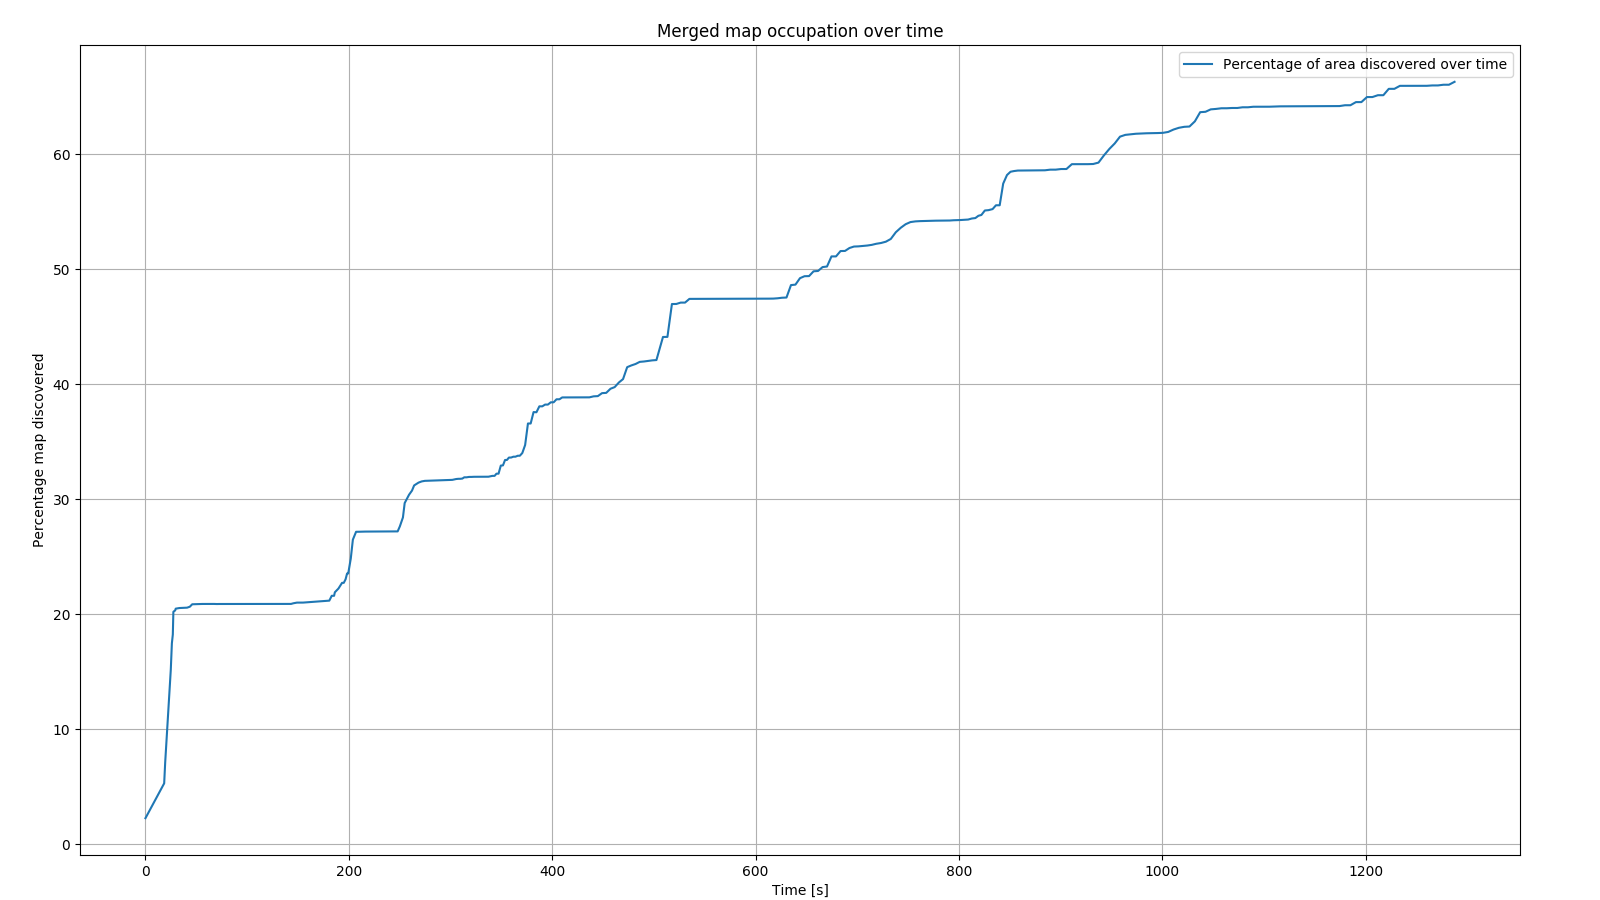 Merged map occupation over time
Percentage of area discovered over time
Percentage map discovered
60
50
40
30
20
10
0
0 200 400 600 800 1000 1200
Time [s]